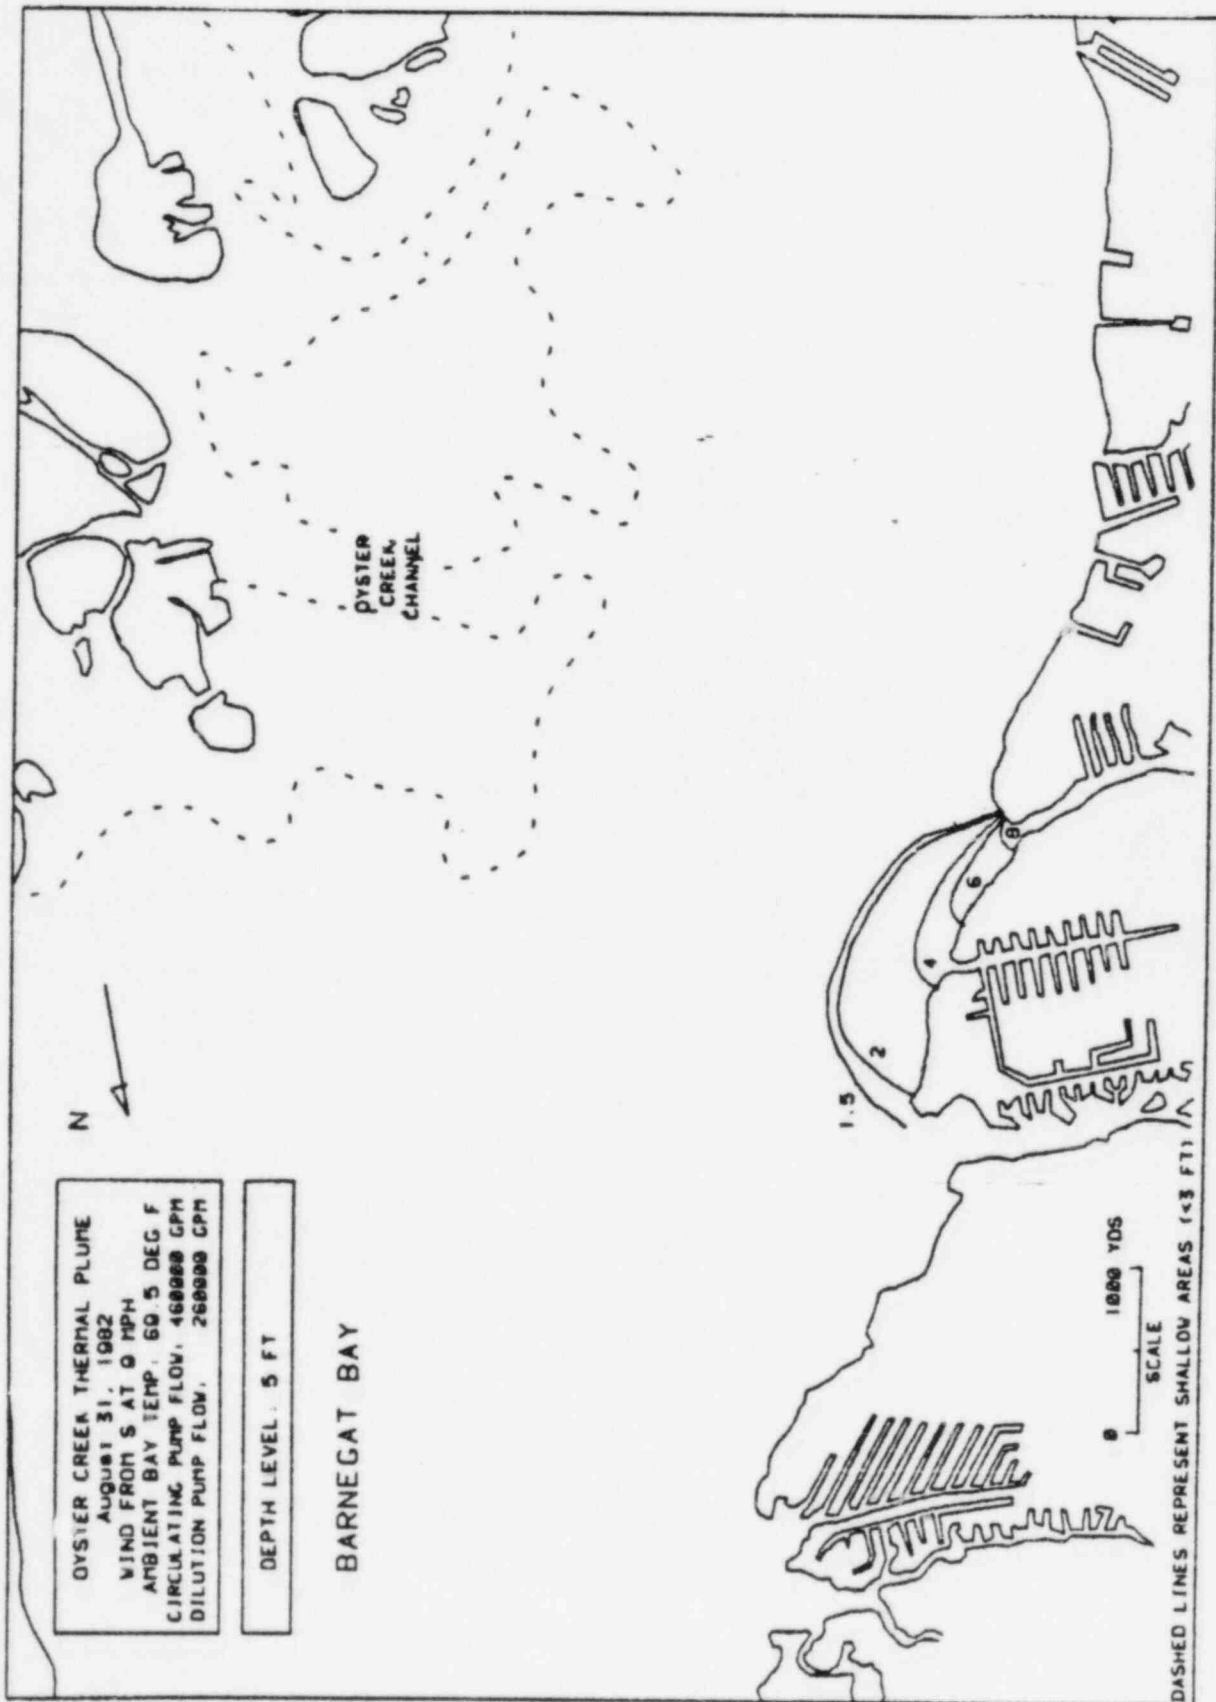 OYSTER CREEK THERMAL PLUME
AUGUST 31, 1982
WIND FROM S AT 9 MPH
AMBIENT BAY TEMP: 69.5 DEG F
CIRCULATING PUMP FLOW: 460000 GPM
DILUTION PUMP FLOW: 260000 GPM
N
DEPTH LEVEL: 5 FT
BARNEGAT BAY
OYSTER
CREEK
CHANNEL
1.5
2
4
6
8
0 1000 YDS
SCALE
DASHED LINES REPRESENT SHALLOW AREAS (<3 FT)